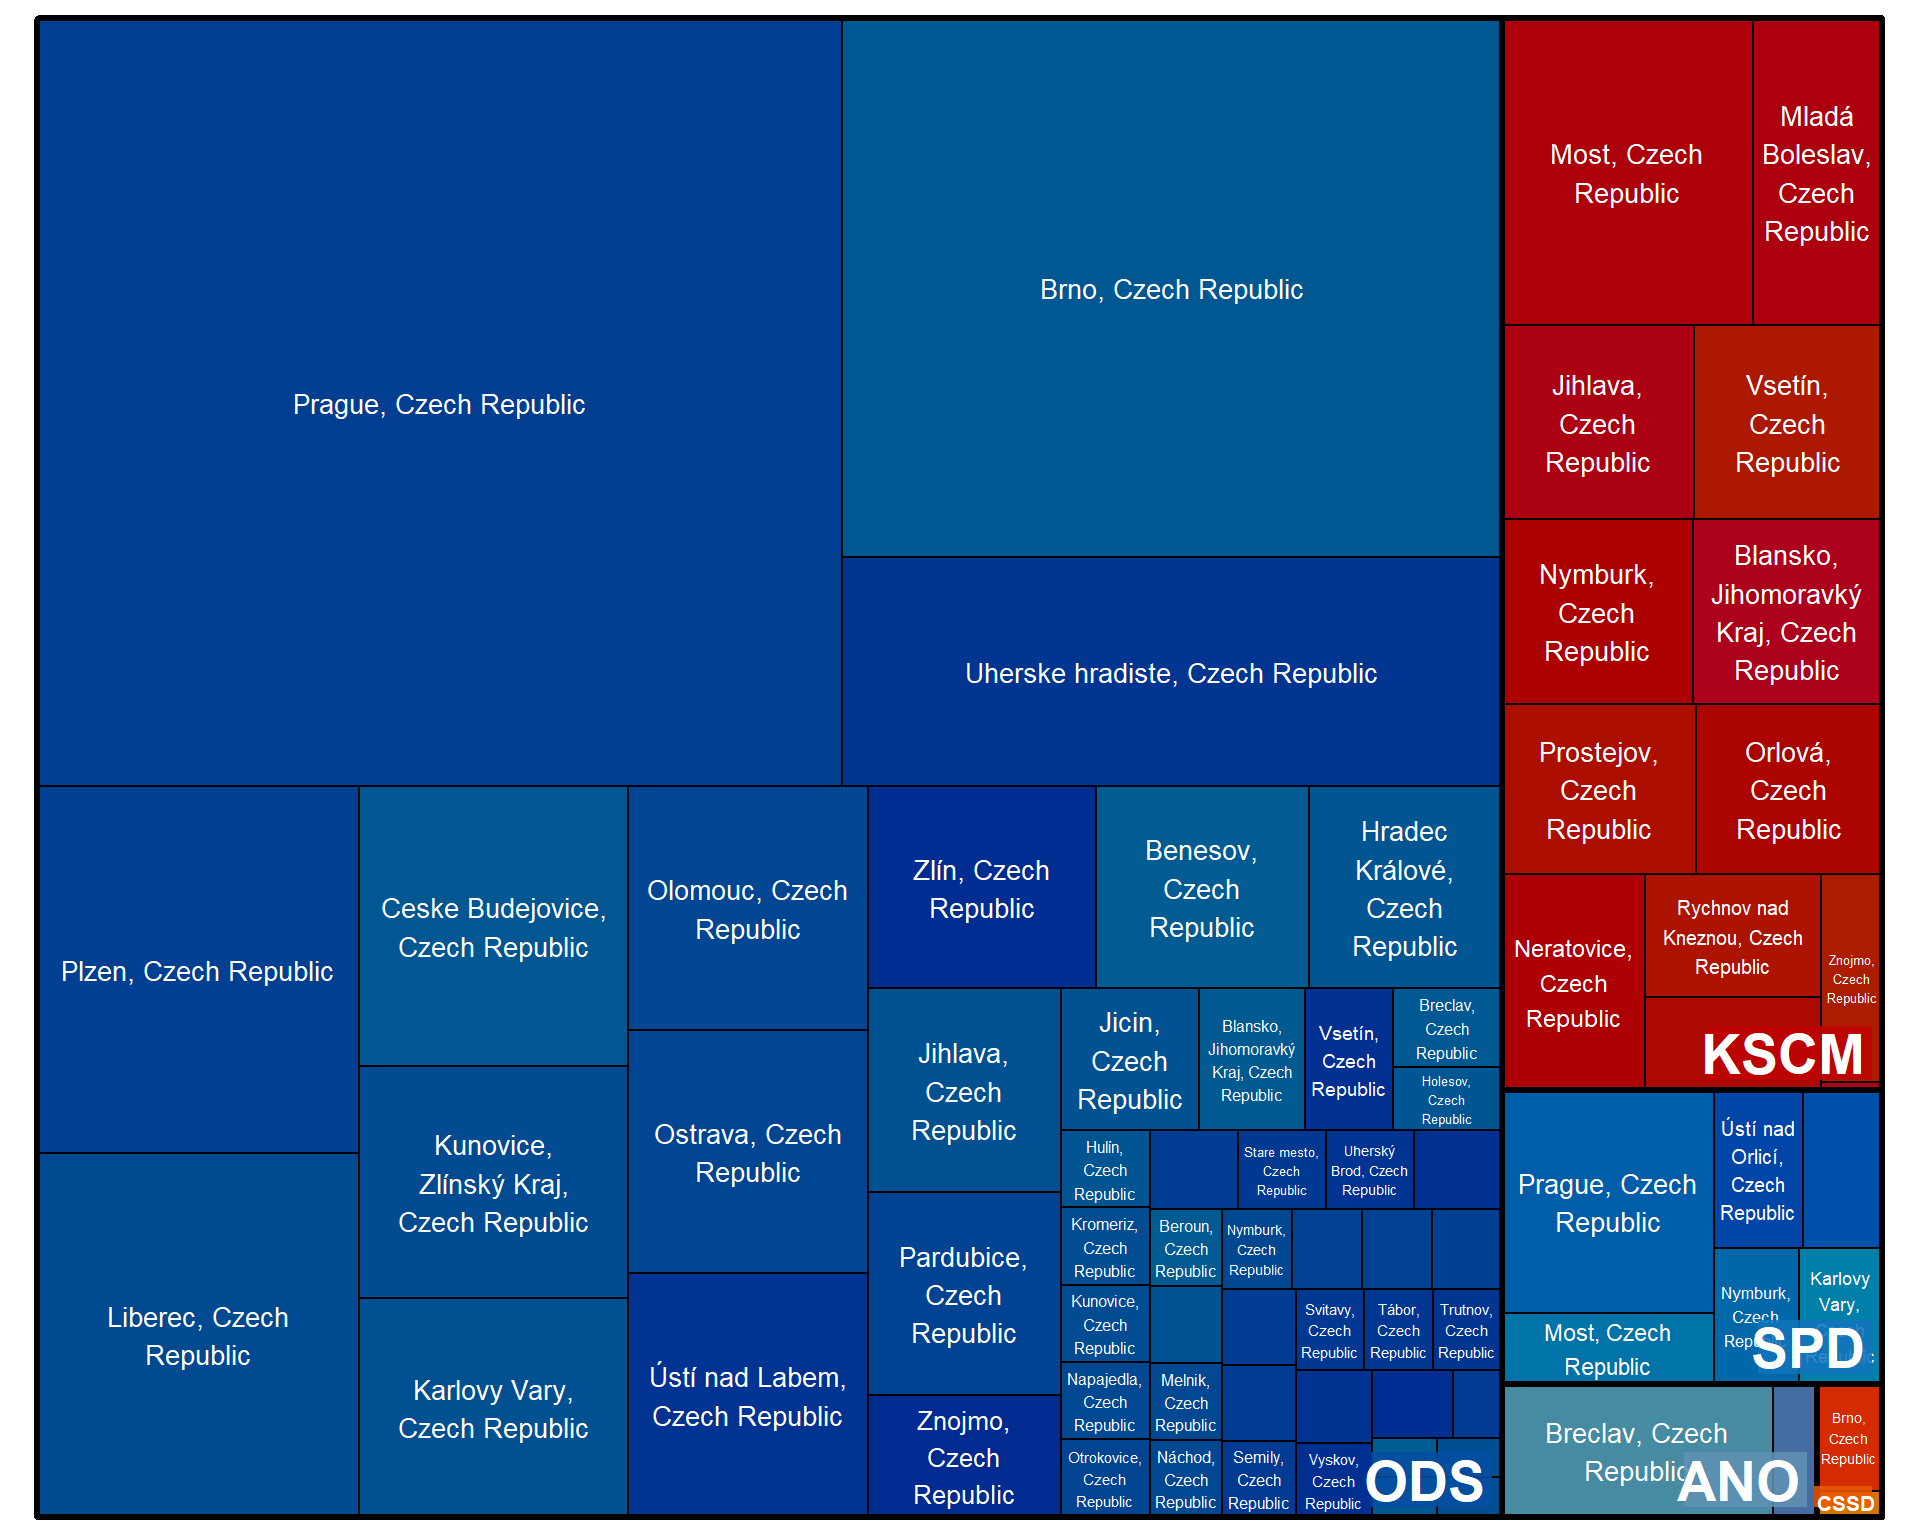 Prague, Czech Republic
Brno, Czech Republic
Uherske hradiste, Czech Republic
Plzen, Czech Republic
Liberec, Czech
Republic
Ceske Budejovice,
Czech Republic
Kunovice,
Zlínský Kraj,
Czech Republic
Karlovy Vary,
Czech Republic
Olomouc, Czech
Republic
Ostrava, Czech
Republic
Ústí nad Labem,
Czech Republic
Zlín, Czech
Republic
Benesov,
Czech
Republic
Hradec
Králové,
Czech
Republic
Jihlava,
Czech
Republic
Pardubice,
Czech
Republic
Znojmo,
Czech
Republic
Jicin,
Czech
Republic
Blansko,
Jihomoravký
Kraj, Czech
Republic
Vsetín,
Czech
Republic
Breclav,
Czech
Republic
Holesov,
Czech
Republic
Hulín,
Czech
Republic
Kromeriz,
Czech
Republic
Kunovice,
Czech
Republic
Napajedla,
Czech
Republic
Otrokovice,
Czech
Republic
Stare mesto,
Czech
Republic
Uherský
Brod, Czech
Republic
Beroun,
Czech
Republic
Nymburk,
Czech
Republic
Melnik,
Czech
Republic
Náchod,
Czech
Republic
Semily,
Czech
Republic
Svitavy,
Czech
Republic
Tábor,
Czech
Republic
Trutnov,
Czech
Republic
Vyskov,
Czech
Republic
ODS
Most, Czech
Republic
Mladá
Boleslav,
Czech
Republic
Jihlava,
Czech
Republic
Vsetín,
Czech
Republic
Nymburk,
Czech
Republic
Blansko,
Jihomoravký
Kraj, Czech
Republic
Prostejov,
Czech
Republic
Orlová,
Czech
Republic
Neratovice,
Czech
Republic
Rychnov nad
Kneznou, Czech
Republic
Znojmo,
Czech
Republic
KSCM
Prague, Czech
Republic
Most, Czech
Republic
Ústí nad
Orlicí,
Czech
Republic
Nymburk,
Czech
Republic
Karlovy
Vary,
Czech
Republic
SPD
Breclav, Czech
Republic
ANO
Brno,
Czech
Republic
CSSD